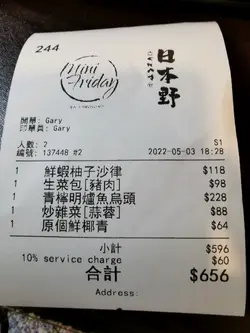 244
Mini Friday
日本野
開單: Gary
印單員: Gary
人數: 2 S1
編號: 137448 #2 2022-05-03 18:28
1 鮮蝦柚子沙律 $118
1 生菜包[豬肉] $98
1 青檸明爐魚烏頭 $228
1 炒雜菜[蒜蓉] $88
1 原個鮮椰青 $64
小計 $596
10% service charge $60
合計 $656
Address: